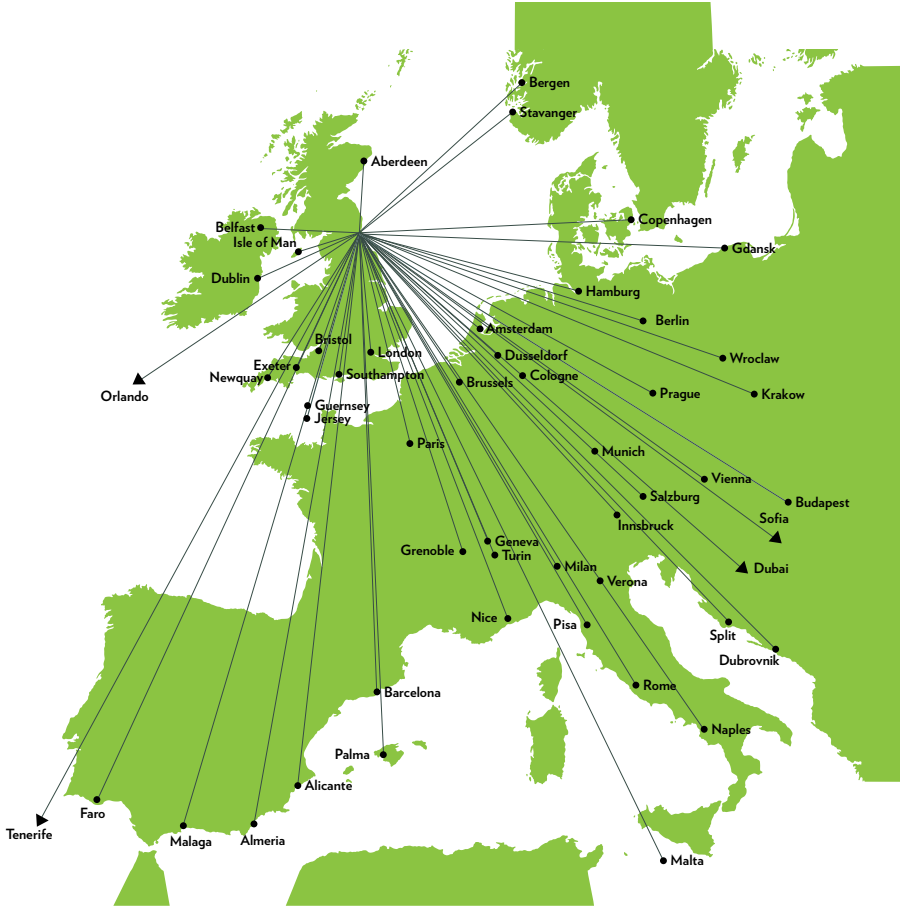 Bergen
Stavanger
Aberdeen
Copenhagen
Belfast
Isle of Man
Gdansk
Dublin
Hamburg
Berlin
Amsterdam
Bristol
London
Dusseldorf
Wroclaw
Exeter
Newquay
Southampton
Cologne
Brussels
Orlando
Prague
Krakow
Guernsey
Jersey
Paris
Munich
Vienna
Salzburg
Budapest
Sofia
Innsbruck
Geneva
Grenoble
Turin
Milan
Dubai
Verona
Nice
Pisa
Split
Dubrovnik
Rome
Barcelona
Naples
Palma
Alicante
Faro
Tenerife
Malaga
Almeria
Malta